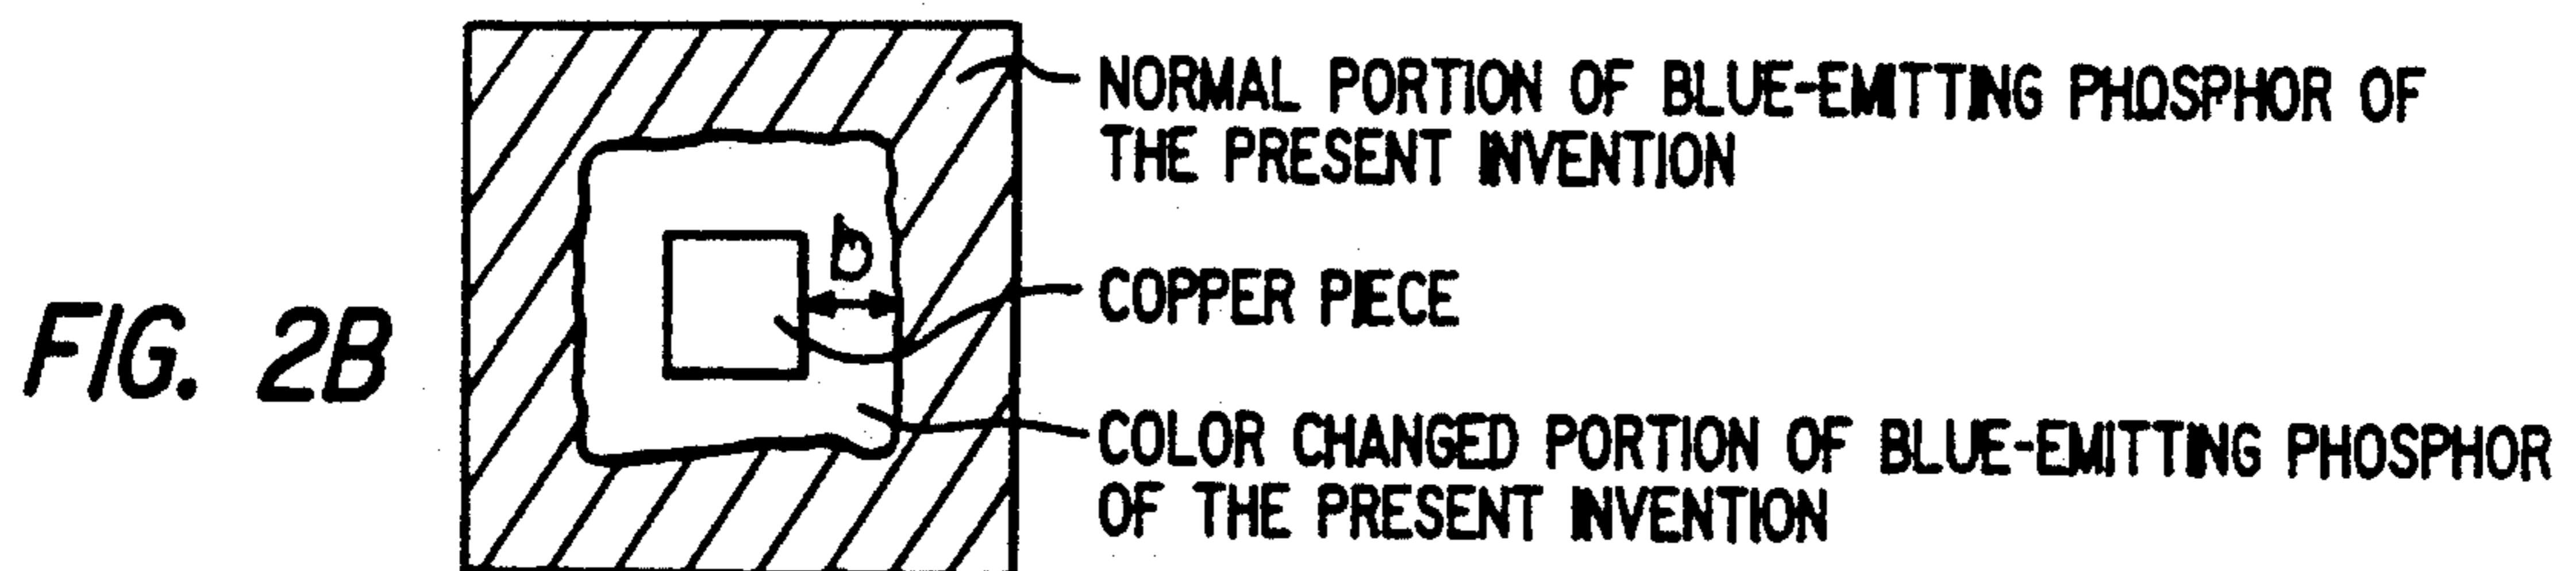 FIG. 2B
b
NORMAL PORTION OF BLUE-EMITTING PHOSPHOR OF
THE PRESENT INVENTION
COPPER PIECE
COLOR CHANGED PORTION OF BLUE-EMITTING PHOSPHOR
OF THE PRESENT INVENTION